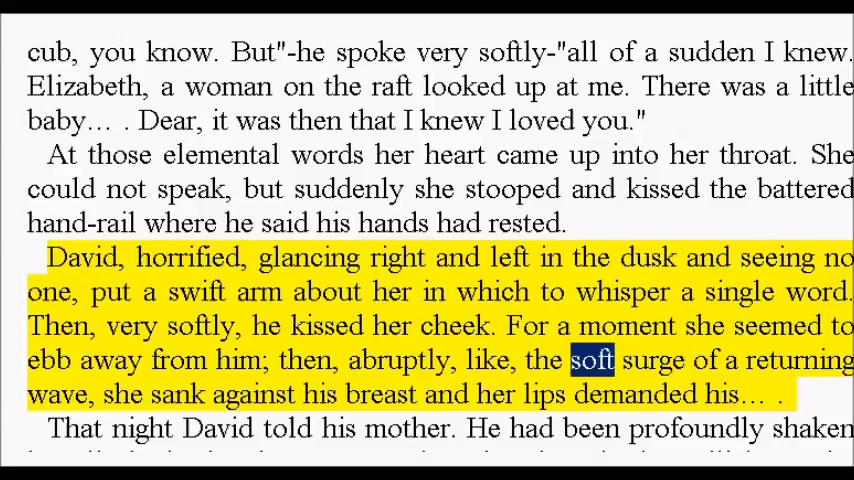 cub, you know. But"-he spoke very softly-"all of a sudden I knew.
Elizabeth, a woman on the raft looked up at me. There was a little
baby… . Dear, it was then that I knew I loved you."
At those elemental words her heart came up into her throat. She
could not speak, but suddenly she stooped and kissed the battered
hand-rail where he said his hands had rested.
David, horrified, glancing right and left in the dusk and seeing no
one, put a swift arm about her in which to whisper a single word.
Then, very softly, he kissed her cheek. For a moment she seemed to
ebb away from him; then, abruptly, like, the soft surge of a returning
wave, she sank against his breast and her lips demanded his… .
That night David told his mother. He had been profoundly shaken